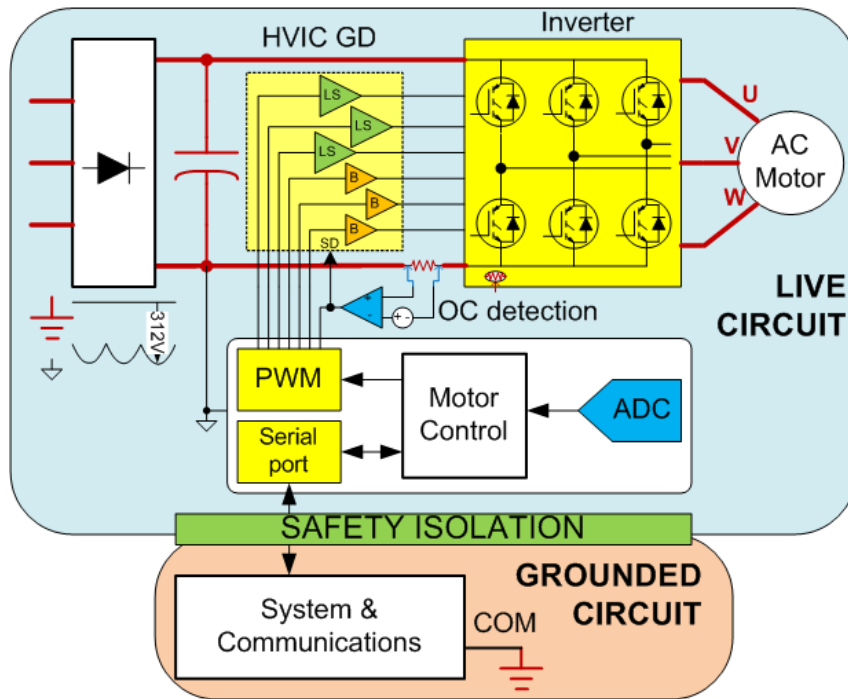 HVIC GD
Inverter
LS
LS
LS
B
B
B
SD
U
V
W
AC
Motor
+
-
+ -
OC detection
LIVE
CIRCUIT
312V
PWM
Motor
Control
ADC
Serial
port
SAFETY ISOLATION
GROUNDED
CIRCUIT
System &
Communications
COM